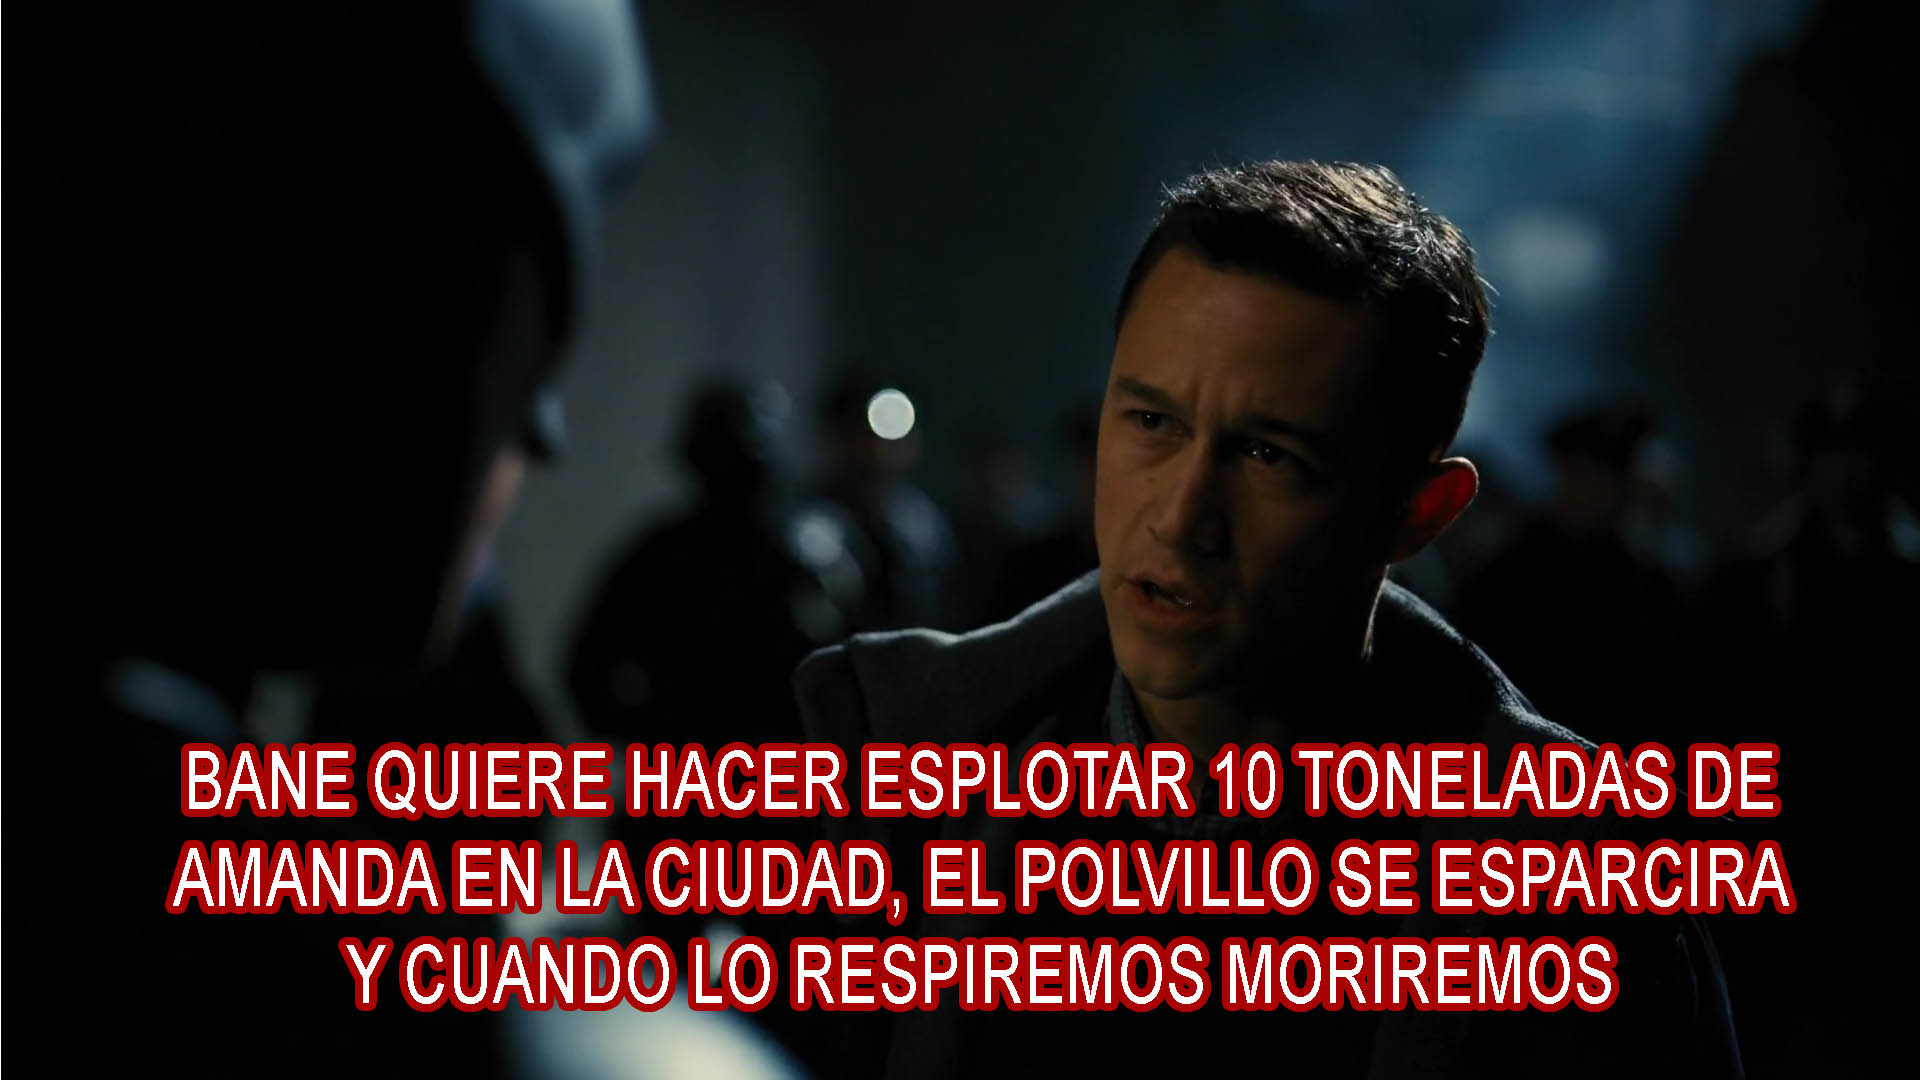 BANE QUIERE HACER ESPLOTAR 10 TONELADAS DE
AMANDA EN LA CIUDAD, EL POLVILLO SE ESPARCIRA
Y CUANDO LO RESPIREMOS MORIREMOS